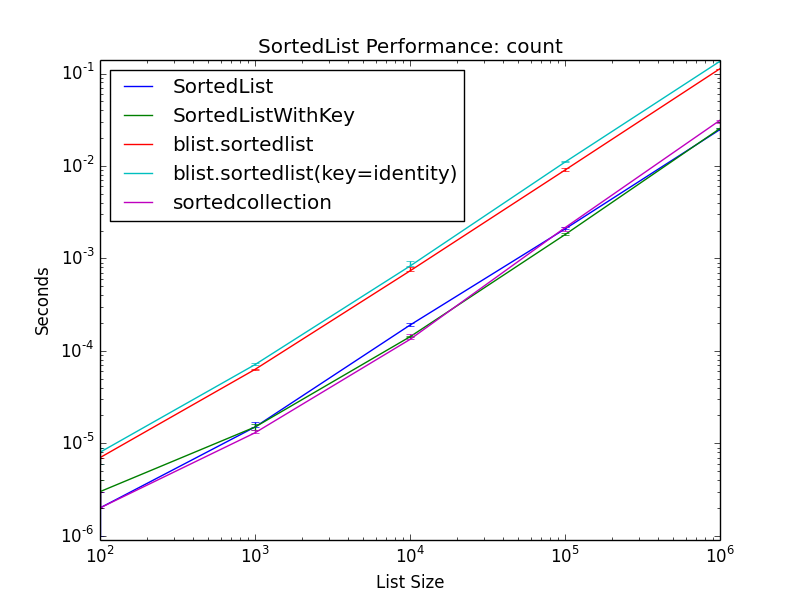 SortedList Performance: count
10^-1
10^-2
10^-3
10^-4
10^-5
10^-6
Seconds
SortedList
SortedListWithKey
blist.sortedlist
blist.sortedlist(key=identity)
sortedcollection
10^2 10^3 10^4 10^5 10^6
List Size